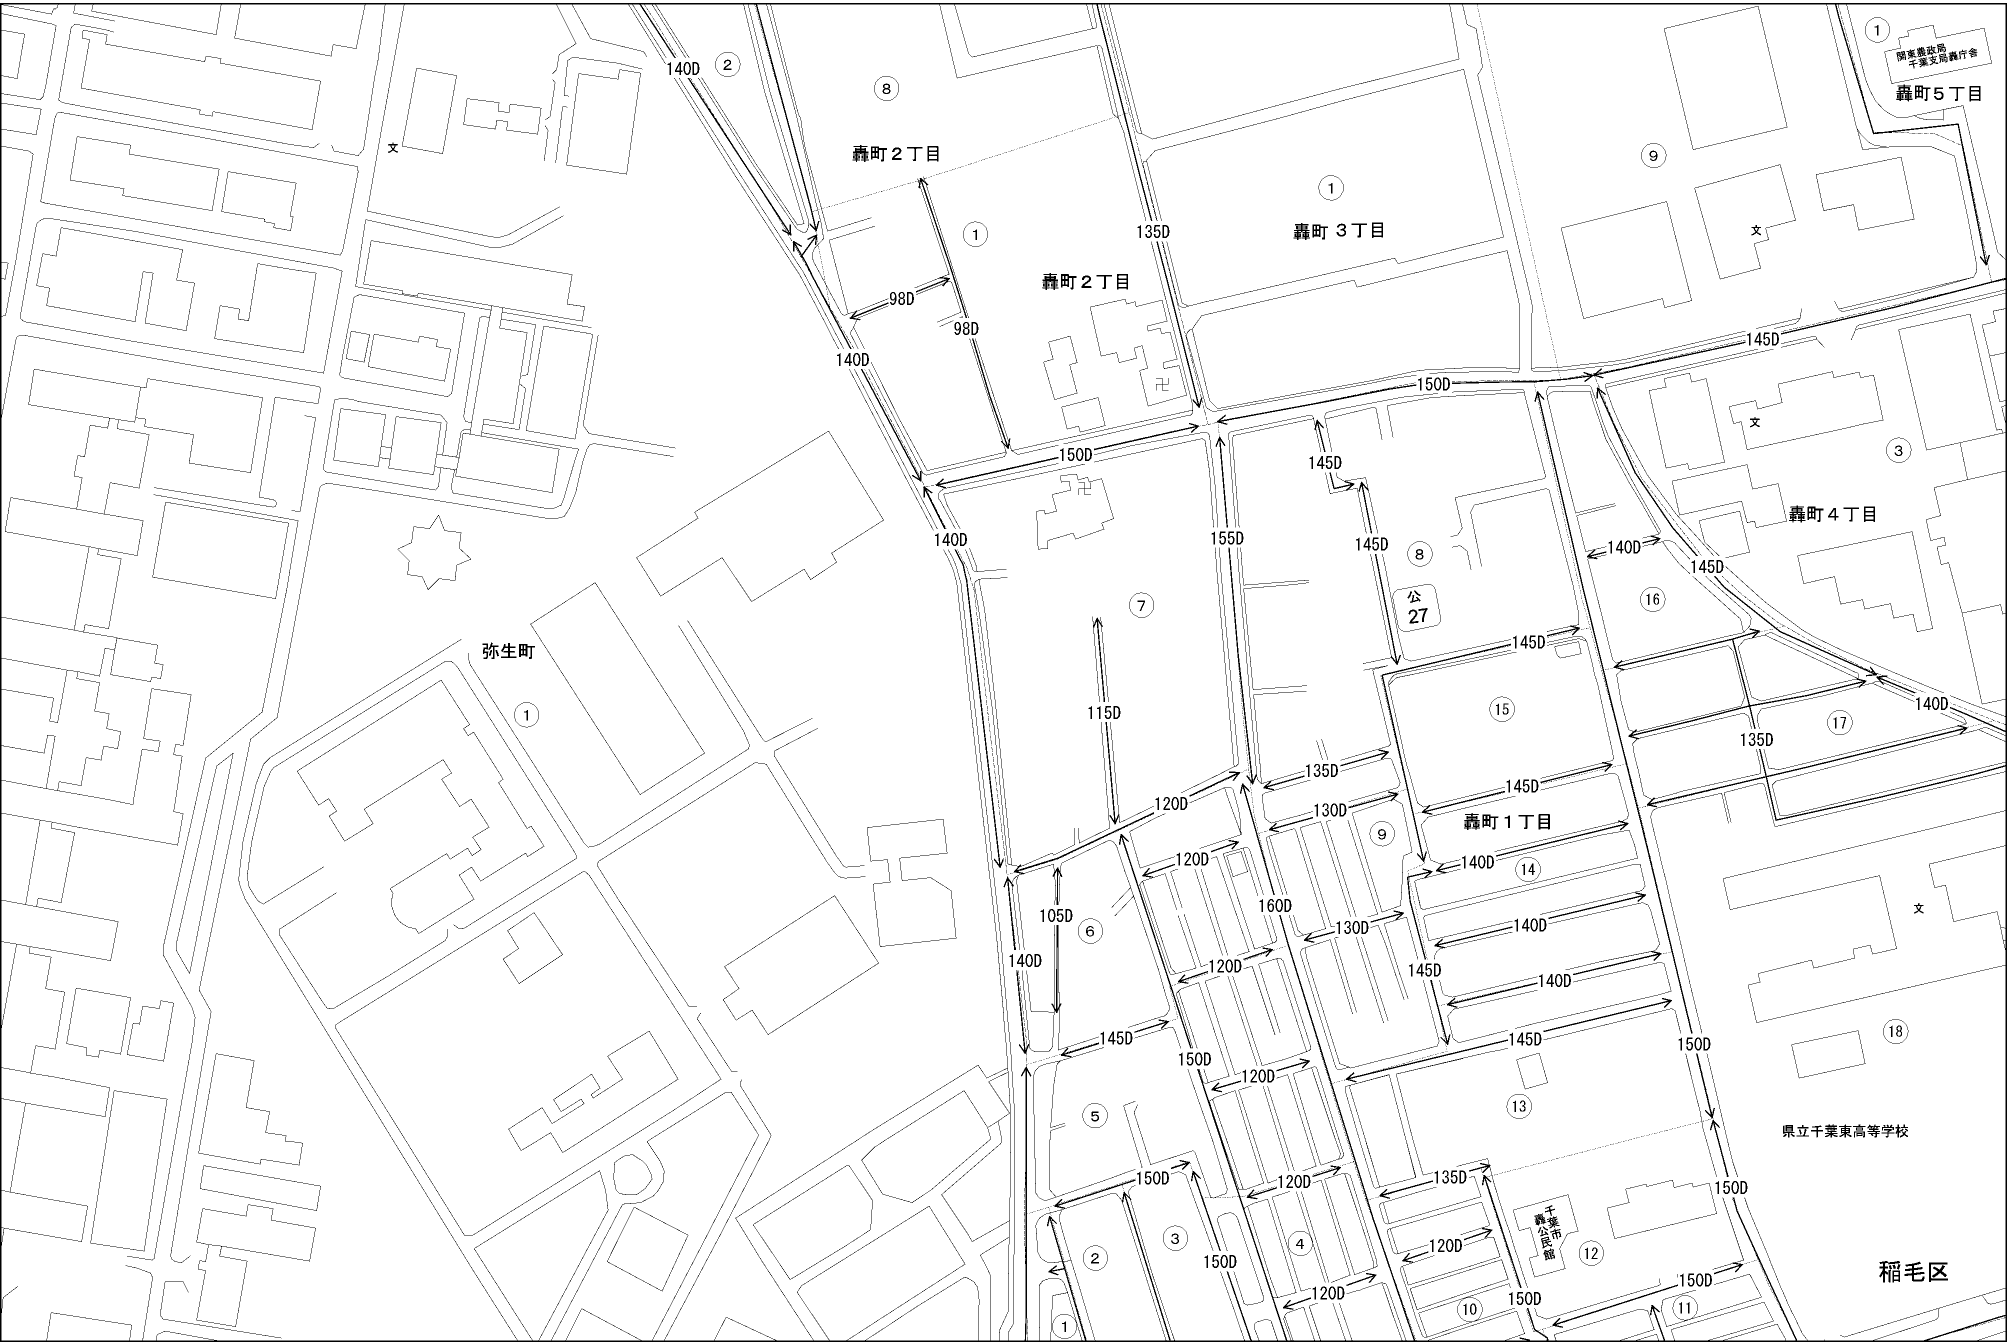 140D
②
⑧
①
関東農政局
千葉支局轟庁舎
轟町5丁目
文
轟町2丁目
⑨
①
①
135D
轟町3丁目
文
轟町2丁目
98D
98D
140D
145D
150D
文
150D
145D
③
轟町4丁目
140D
155D
145D
⑧
140D
145D
⑦
公
27
⑯
弥生町
145D
①
115D
⑮
140D
⑰
135D
135D
145D
120D
130D
轟町1丁目
⑨
120D
140D
⑭
160D
105D
⑥
130D
140D
文
140D
120D
145D
140D
145D
145D
150D
150D
⑱
120D
⑤
⑬
県立千葉東高等学校
150D
120D
135D
150D
千葉市
轟公民館
③
④
②
150D
120D
⑫
稲毛区
120D
150D
⑩
150D
⑪
①